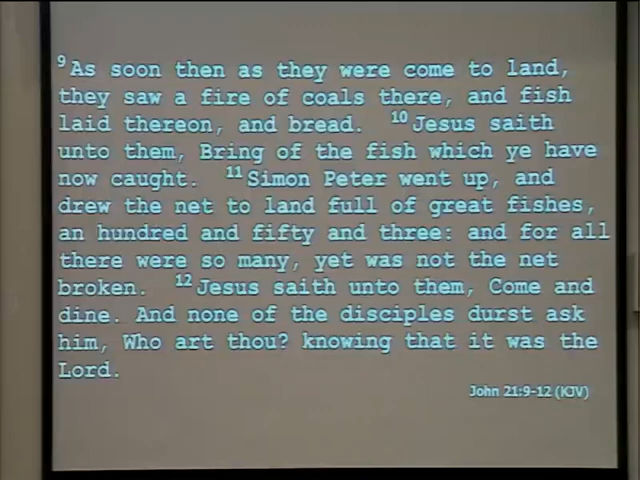 ⁹As soon then as they were come to land,
they saw a fire of coals there, and fish
laid thereon, and bread. ¹⁰Jesus saith
unto them, Bring of the fish which ye have
now caught. ¹¹Simon Peter went up, and
drew the net to land full of great fishes,
an hundred and fifty and three: and for all
there were so many, yet was not the net
broken. ¹²Jesus saith unto them, Come and
dine. And none of the disciples durst ask
him, Who art thou? knowing that it was the
Lord.
John 21:9-12 (KJV)